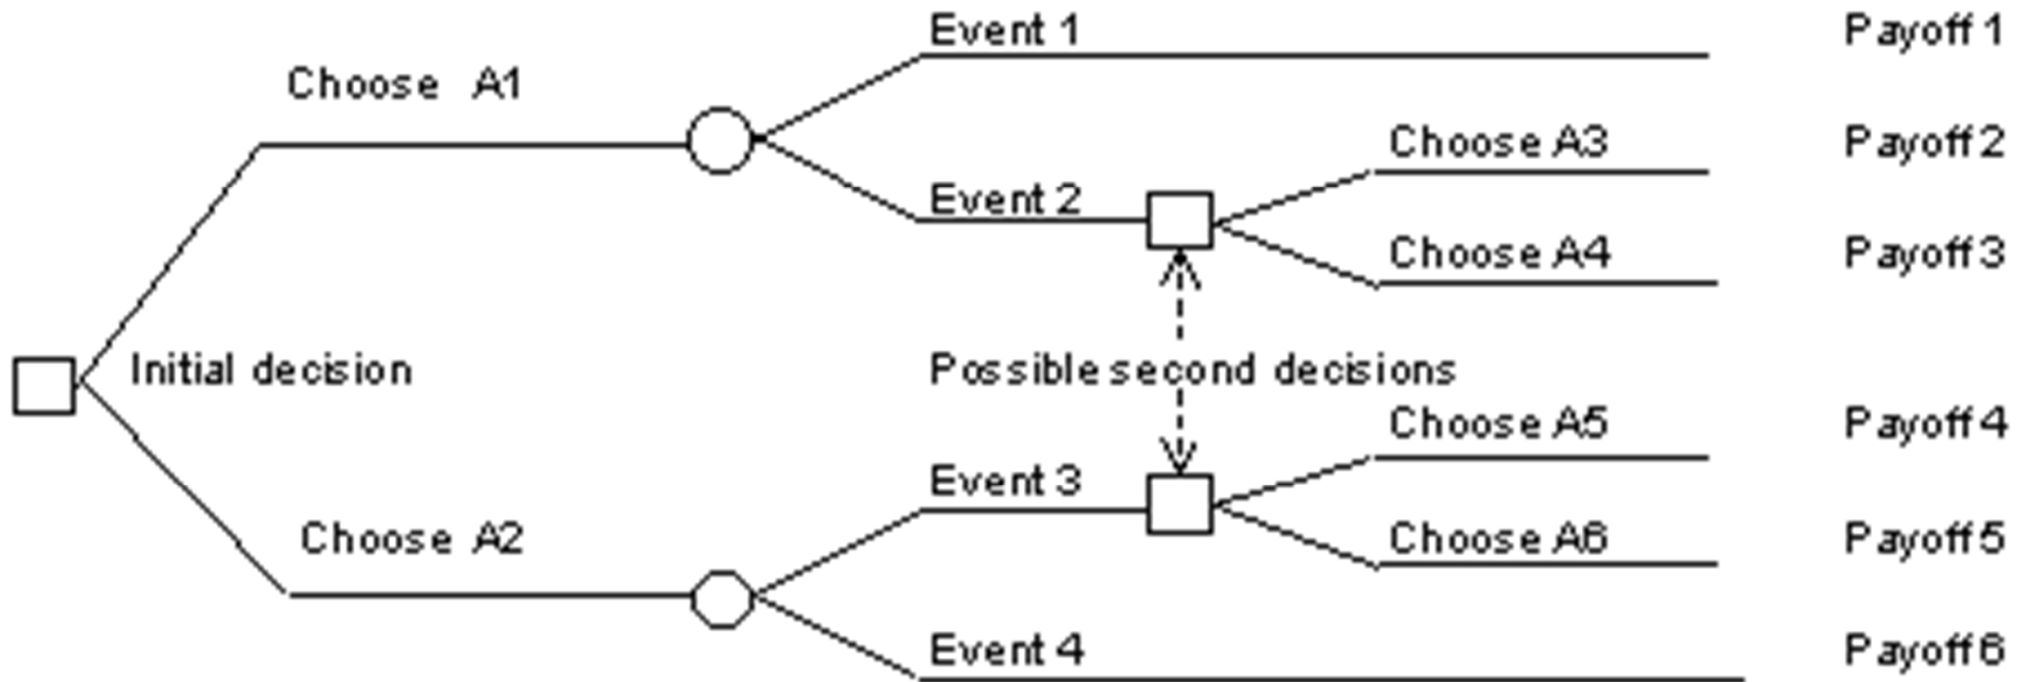 Event 1 Payoff 1
Choose A1
Choose A3 Payoff 2
Event 2
Choose A4 Payoff 3
Initial decision Possible second decisions
Choose A5 Payoff 4
Event 3
Choose A2 Choose A6 Payoff 5
Event 4 Payoff 6